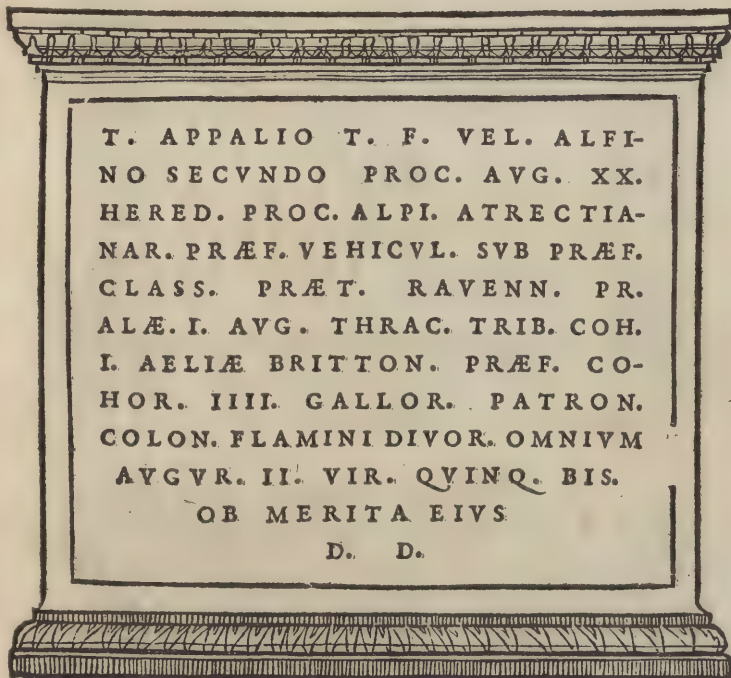 T. APPALIO T. F. VEL. ALFI-
NO SECVNDO PROC. AVG. XX.
HERED. PROC. ALPI. ATRECTIA-
NAR. PRÆF. VEHICVL. SVB PRÆF.
CLASS. PRÆT. RAVENN. PR.
ALÆ. I. AVG. THRAC. TRIB. COH.
I. AELIÆ BRITTON. PRÆF. CO-
HOR. IIII. GALLOR. PATRON.
COLON. FLAMINI DIVOR. OMNIVM
AVGVR. II. VIR. QVINQ. BIS.
OB MERITA EIVS
D. D.